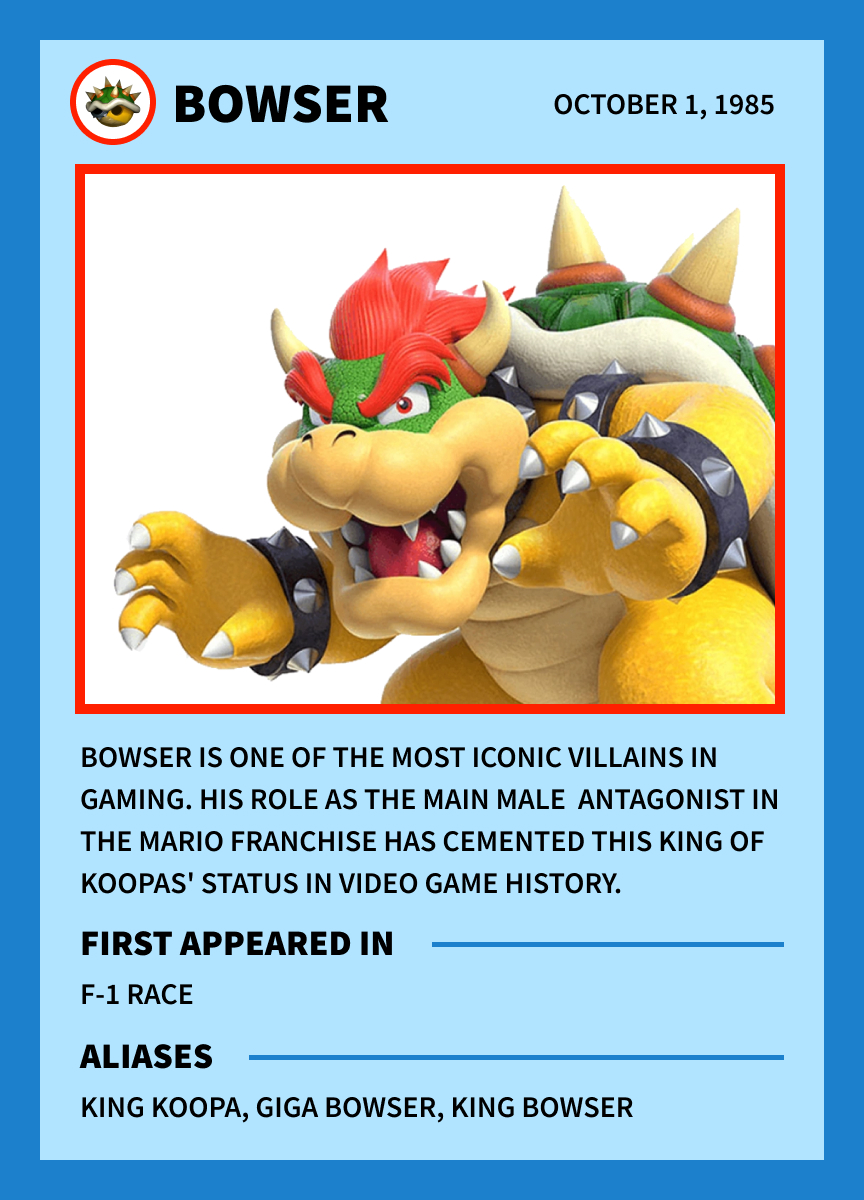 BOWSER
OCTOBER 1, 1985
BOWSER IS ONE OF THE MOST ICONIC VILLAINS IN
GAMING. HIS ROLE AS THE MAIN MALE  ANTAGONIST IN
THE MARIO FRANCHISE HAS CEMENTED THIS KING OF
KOOPAS' STATUS IN VIDEO GAME HISTORY.
FIRST APPEARED IN
F-1 RACE
ALIASES
KING KOOPA, GIGA BOWSER, KING BOWSER